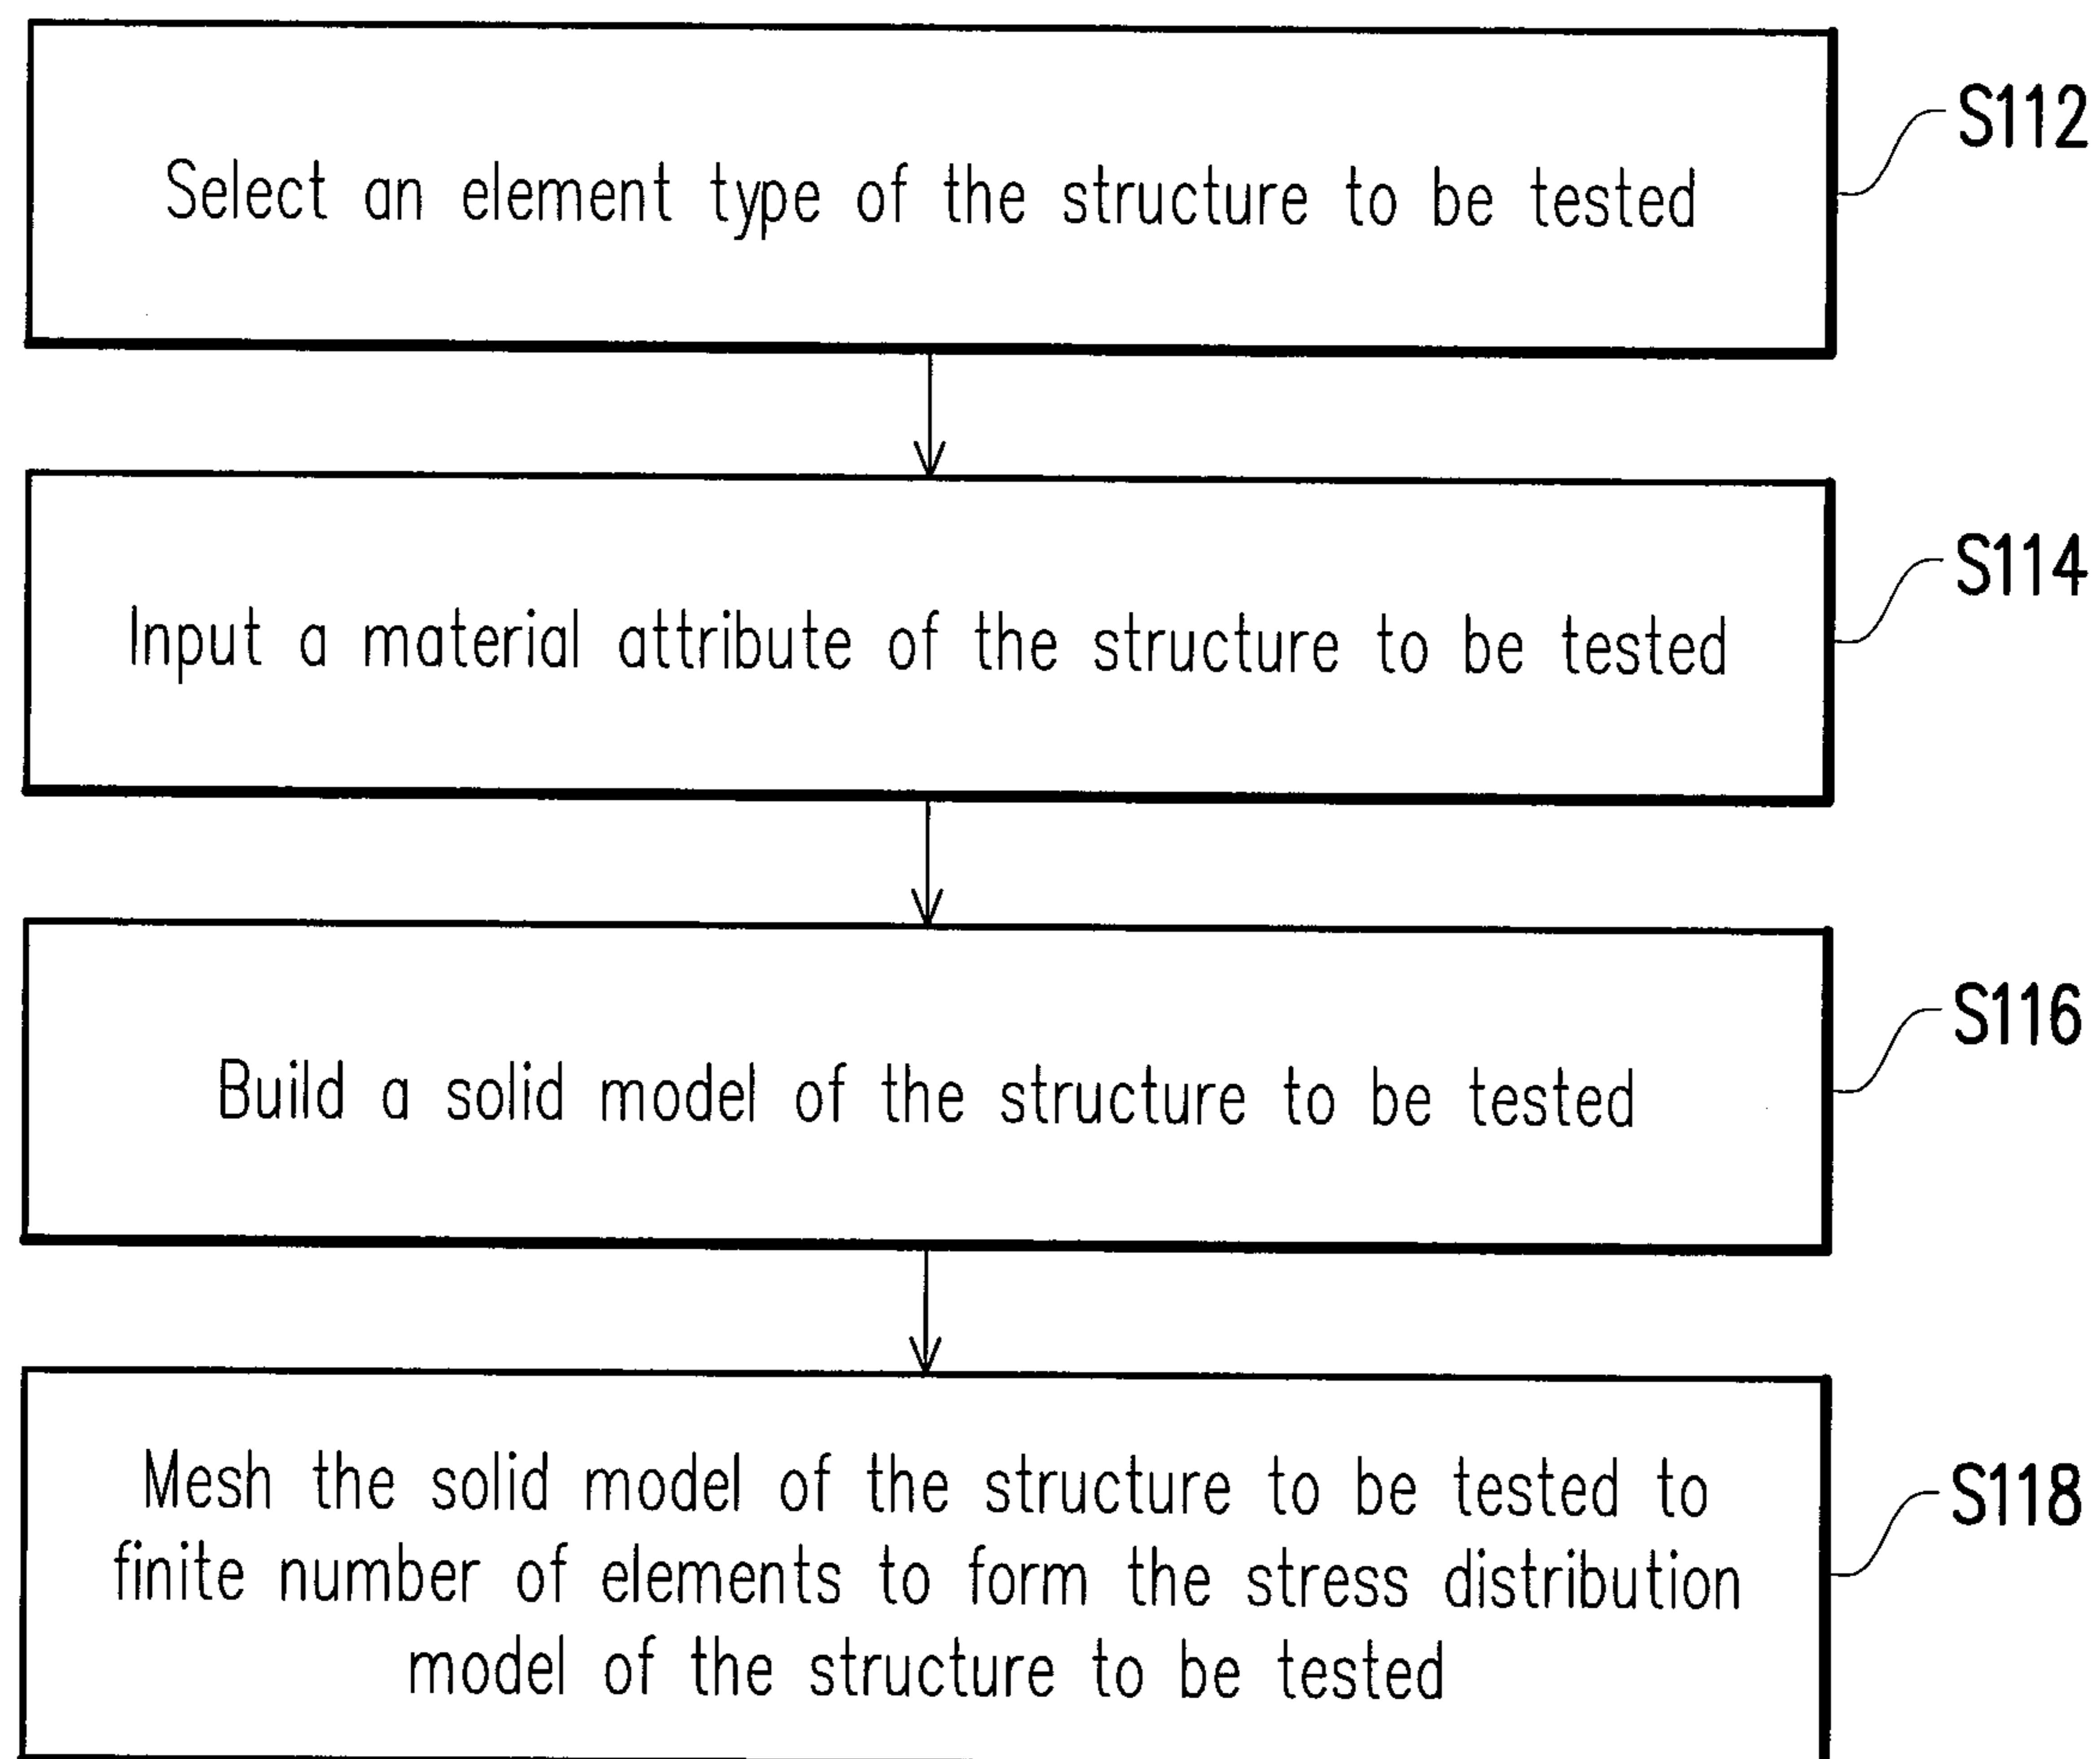 S112
Select an element type of the structure to be tested
S114
Input a material attribute of the structure to be tested
S116
Build a solid model of the structure to be tested
S118
Mesh the solid model of the structure to be tested to
finite number of elements to form the stress distribution
model of the structure to be tested